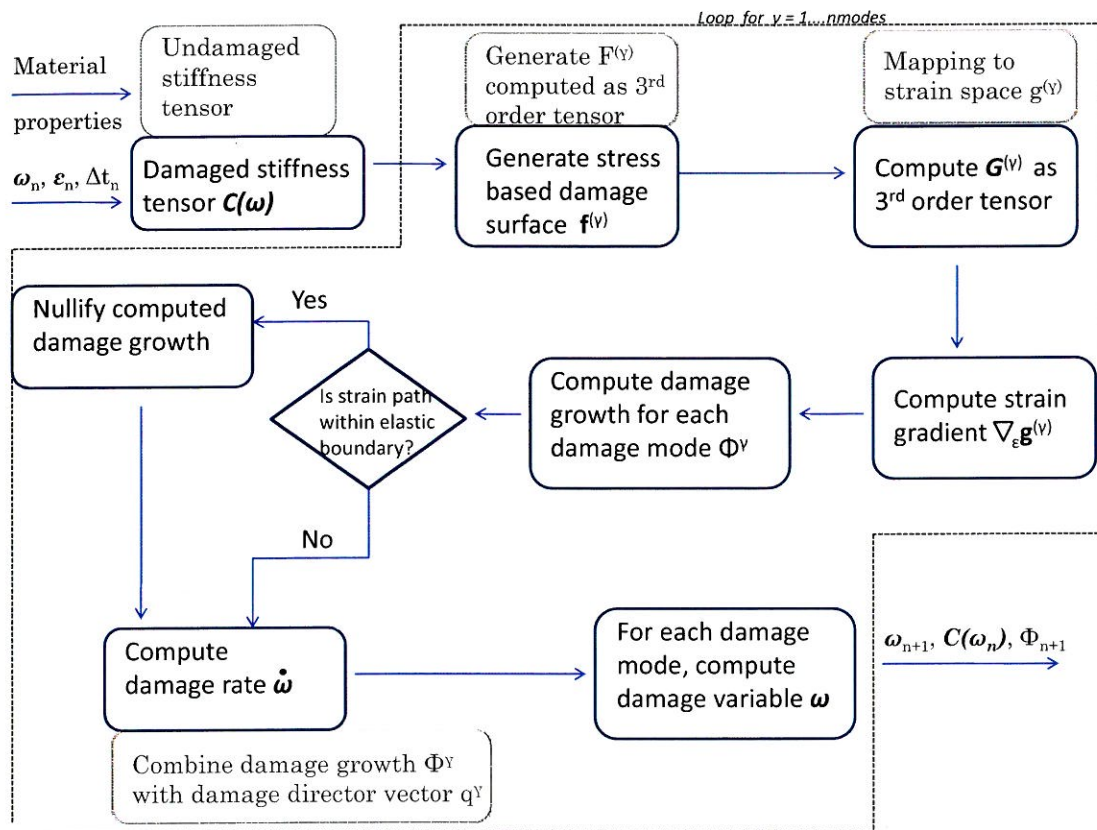 Loop for γ = 1....nmodes
Material
properties
ωₙ, εₙ, Δtₙ
Undamaged
stiffness
tensor
Damaged stiffness
tensor C(ω)
Generate F⁽ᵞ⁾
computed as 3ʳᵈ
order tensor
Generate stress
based damage
surface f⁽ᵞ⁾
Mapping to
strain space g⁽ᵞ⁾
Compute G⁽ᵞ⁾ as
3ʳᵈ order tensor
Compute strain
gradient ∇εg⁽ᵞ⁾
Compute damage
growth for each
damage mode Φᵞ
Is strain path
within elastic
boundary?
Yes
Nullify computed
damage growth
No
Compute
damage rate ω̇
Combine damage growth Φᵞ
with damage director vector qᵞ
For each damage
mode, compute
damage variable ω
ωₙ₊₁, C(ωₙ), Φₙ₊₁